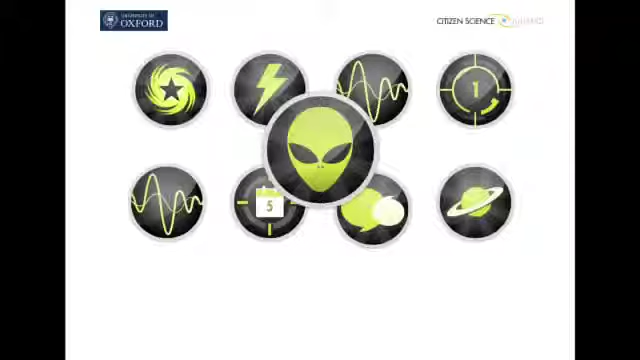 UNIVERSITY OF
OXFORD
CITIZEN SCIENCE
1
5